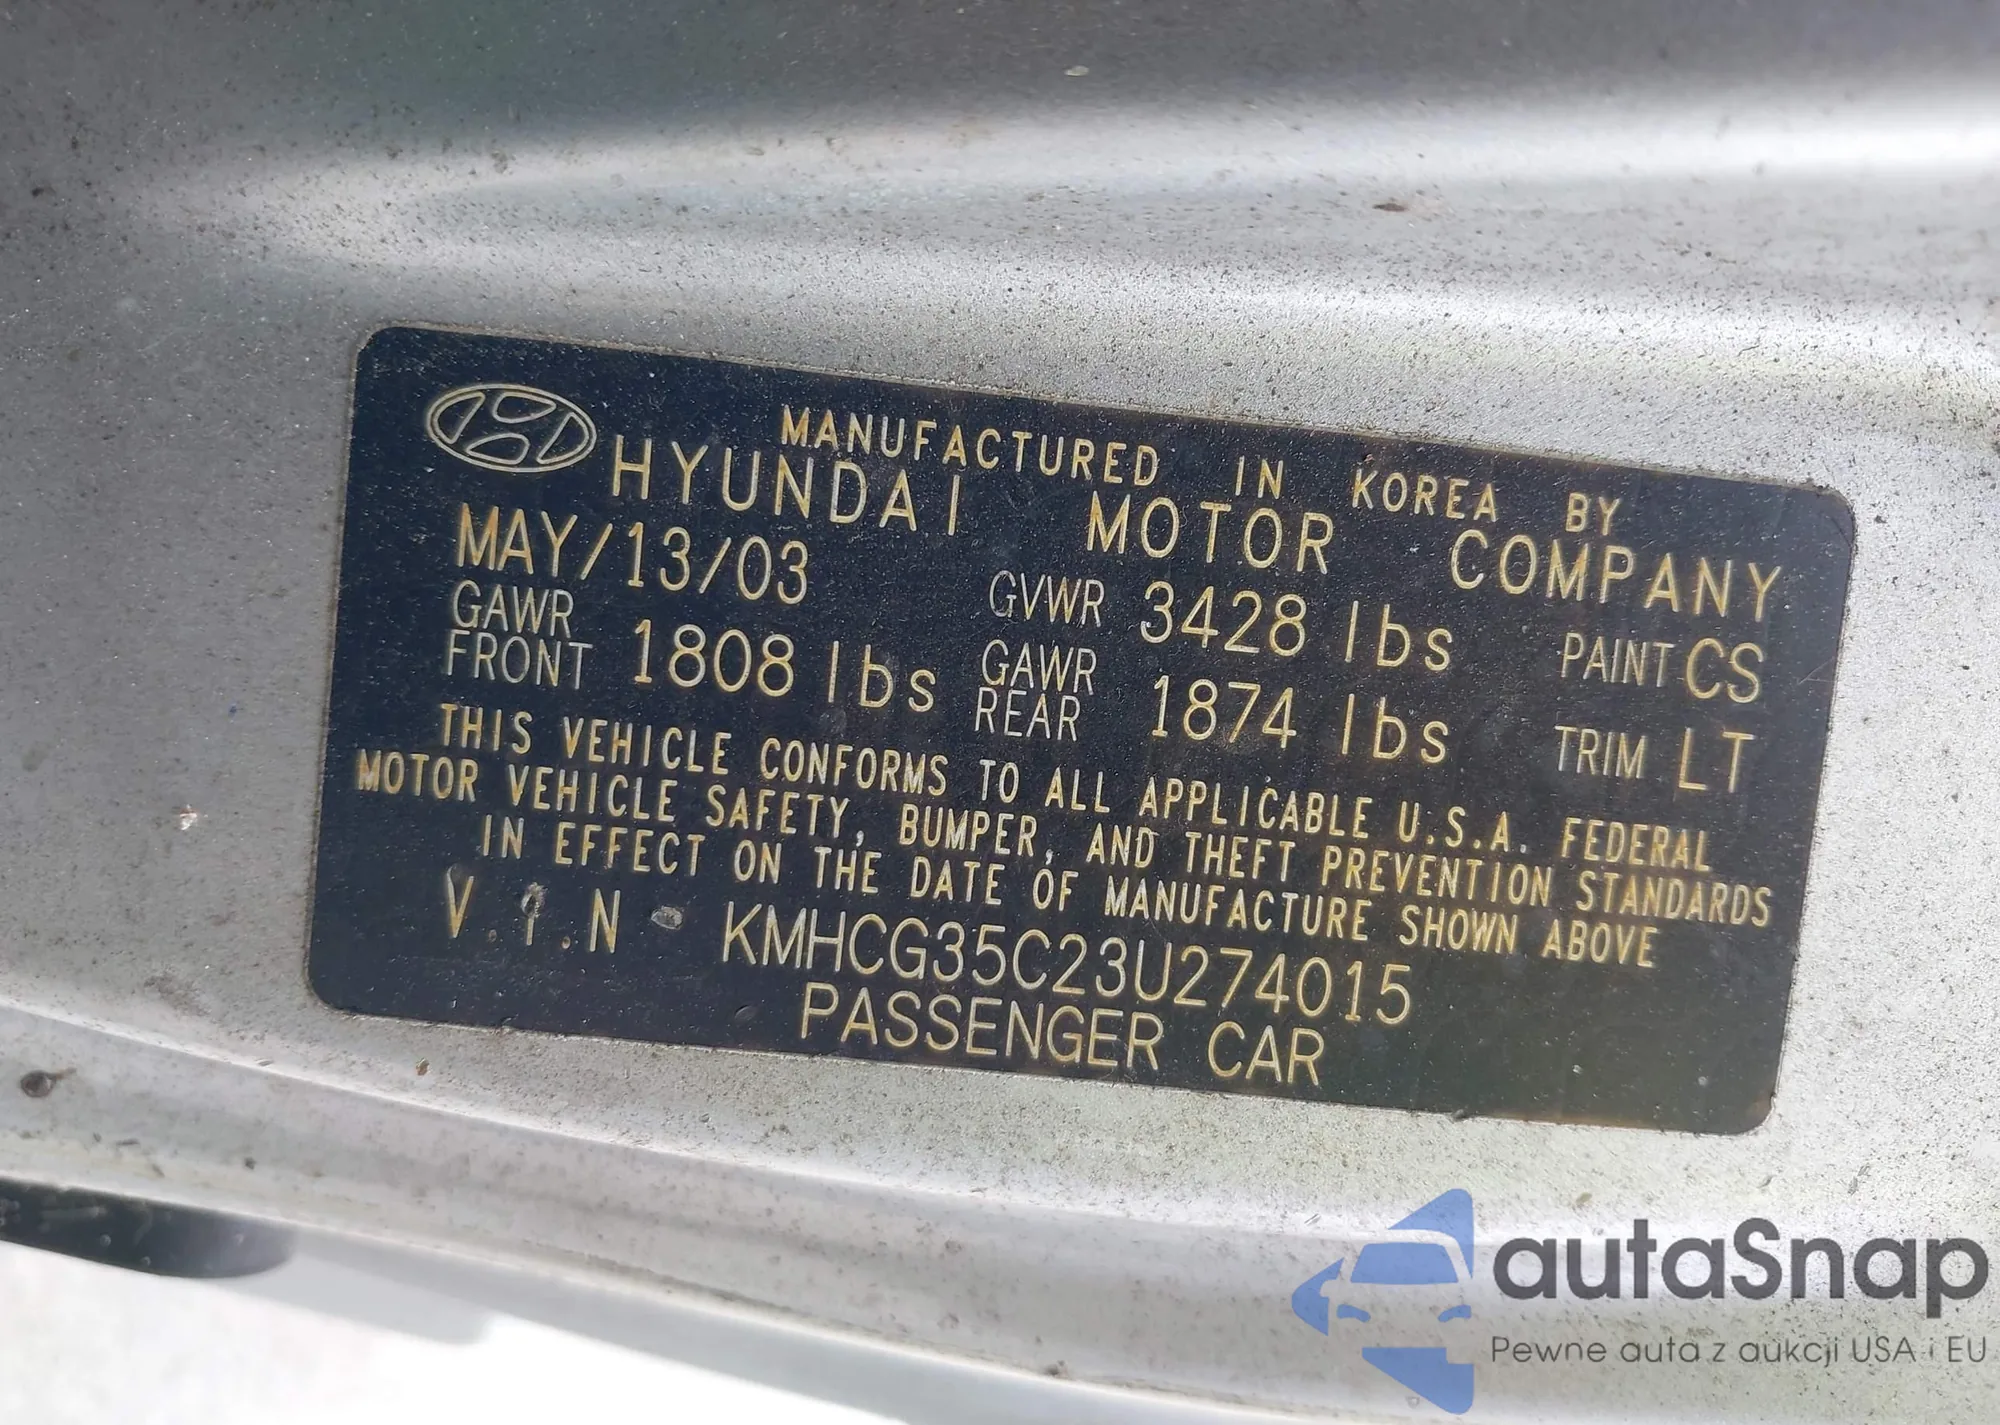 MANUFACTURED IN KOREA BY
HYUNDAI MOTOR COMPANY
MAY/13/03 GVWR 3428 lbs PAINT CS
GAWR FRONT 1808 lbs GAWR REAR 1874 lbs TRIM LT
THIS VEHICLE CONFORMS TO ALL APPLICABLE U.S.A. FEDERAL
MOTOR VEHICLE SAFETY, BUMPER, AND THEFT PREVENTION STANDARDS
IN EFFECT ON THE DATE OF MANUFACTURE SHOWN ABOVE
V.I.N KMHCG35C23U274015
PASSENGER CAR
autaSnap
Pewne auta z aukcji USA i EU